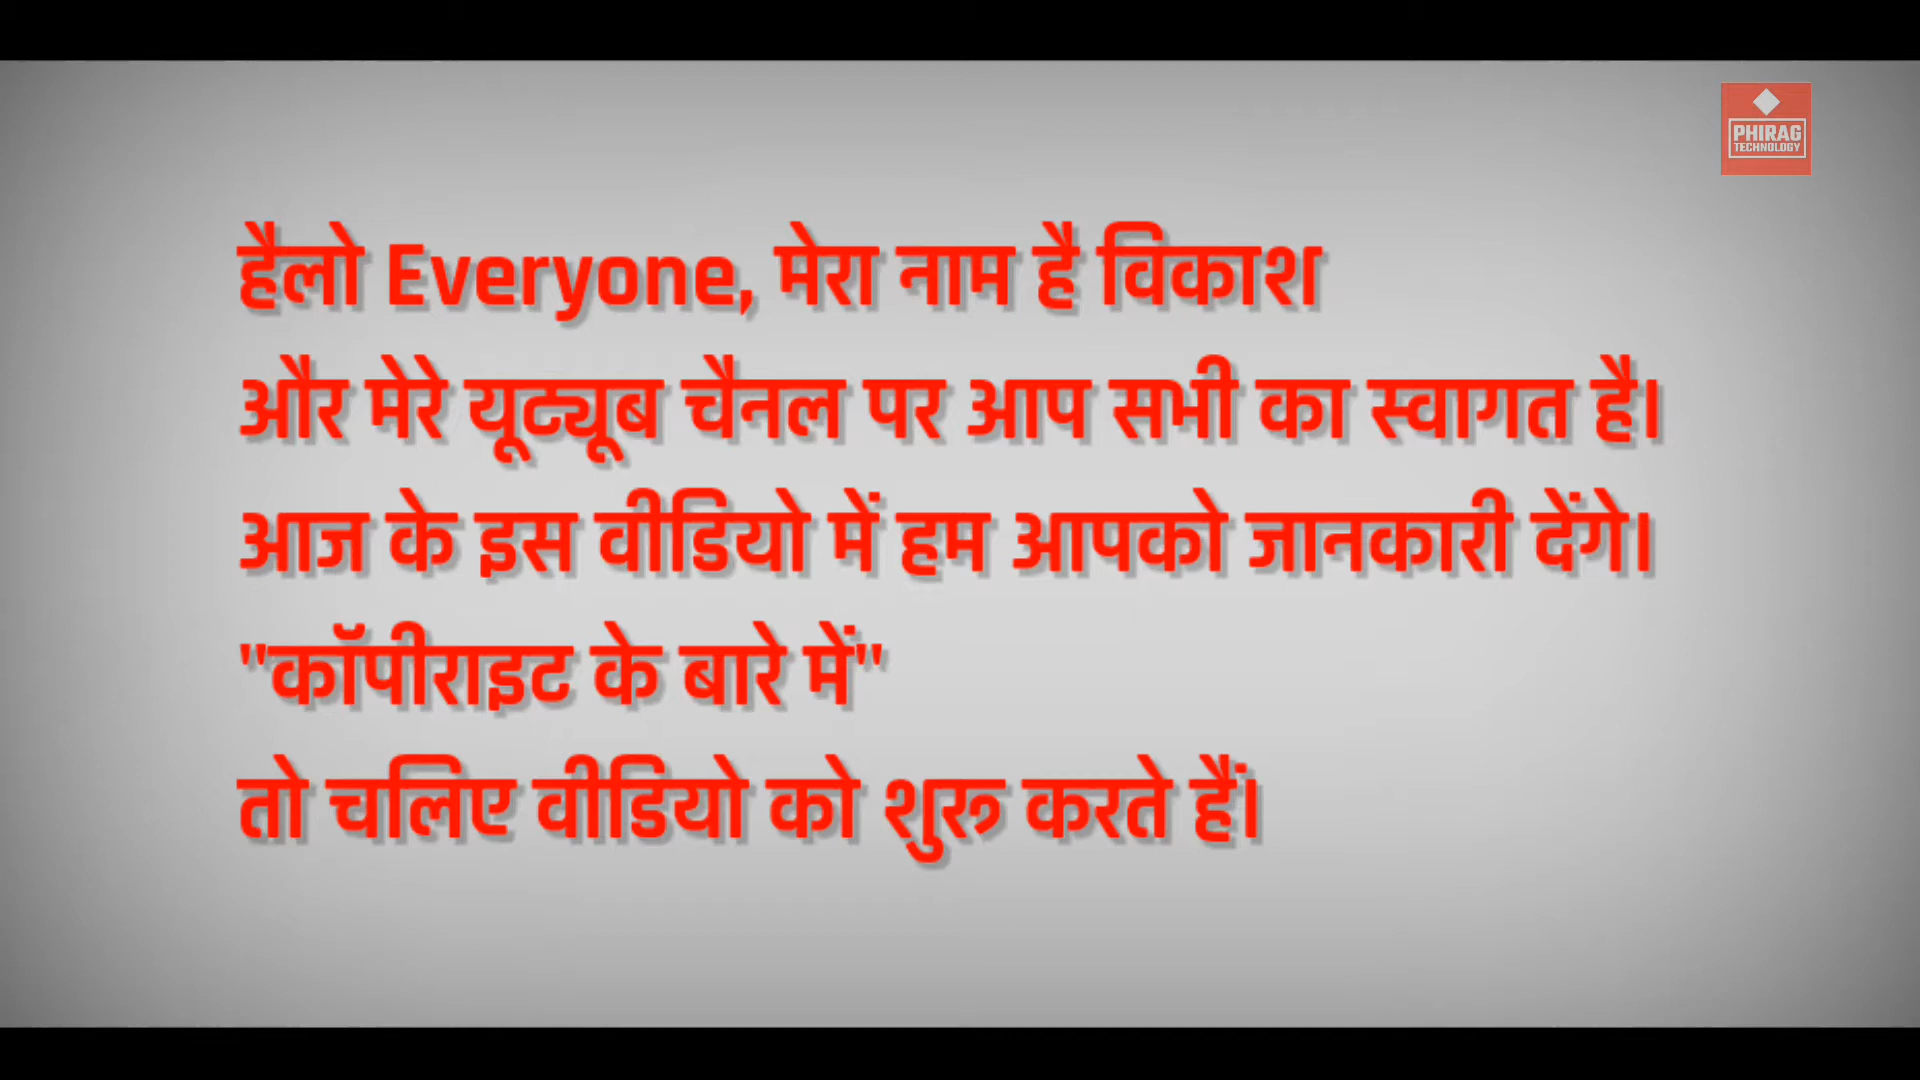 PHIRAG
TECHNOLOGY
हैलो Everyone, मेरा नाम है विकाश
और मेरे यूट्यूब चैनल पर आप सभी का स्वागत है।
आज के इस वीडियो में हम आपको जानकारी देंगे।
"कॉपीराइट के बारे में"
तो चलिए वीडियो को शुरू करते हैं।